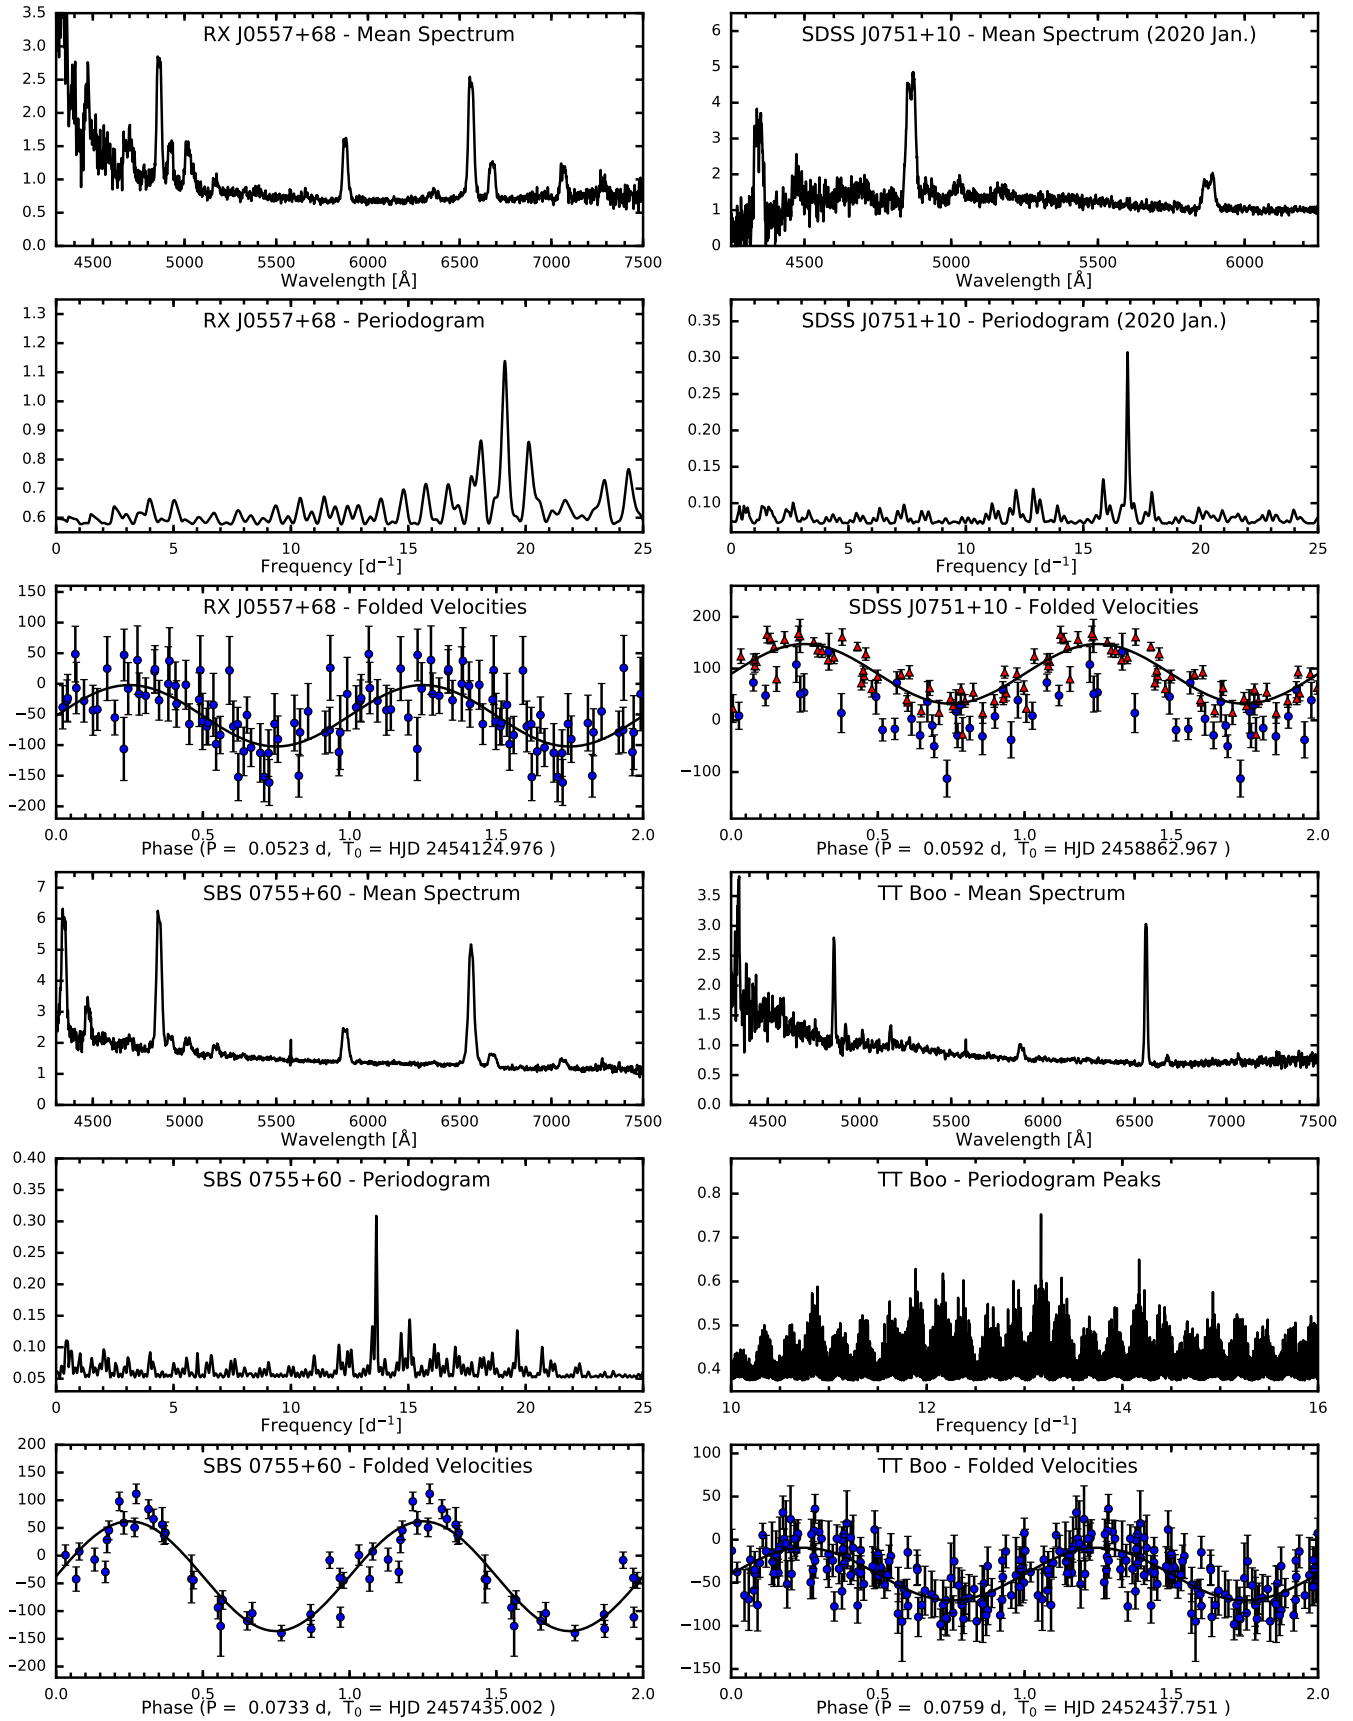 RX J0557+68 - Mean Spectrum
3.5
3.0
2.5
2.0
1.5
1.0
0.5
0.0
4500 5000 5500 6000 6500 7000 7500
Wavelength [Å]
SDSS J0751+10 - Mean Spectrum (2020 Jan.)
6
5
4
3
2
1
0
4500 5000 5500 6000
Wavelength [Å]
RX J0557+68 - Periodogram
1.3
1.2
1.1
1.0
0.9
0.8
0.7
0.6
0 5 10 15 20 25
Frequency [d⁻¹]
SDSS J0751+10 - Periodogram (2020 Jan.)
0.35
0.30
0.25
0.20
0.15
0.10
0 5 10 15 20 25
Frequency [d⁻¹]
RX J0557+68 - Folded Velocities
150
100
50
0
−50
−100
−150
−200
0.0 0.5 1.0 1.5 2.0
Phase (P = 0.0523 d, T₀ = HJD 2454124.976 )
SDSS J0751+10 - Folded Velocities
200
100
0
−100
0.0 0.5 1.0 1.5 2.0
Phase (P = 0.0592 d, T₀ = HJD 2458862.967 )
SBS 0755+60 - Mean Spectrum
7
6
5
4
3
2
1
0
4500 5000 5500 6000 6500 7000 7500
Wavelength [Å]
TT Boo - Mean Spectrum
3.5
3.0
2.5
2.0
1.5
1.0
0.5
0.0
4500 5000 5500 6000 6500 7000 7500
Wavelength [Å]
SBS 0755+60 - Periodogram
0.40
0.35
0.30
0.25
0.20
0.15
0.10
0.05
0 5 10 15 20 25
Frequency [d⁻¹]
TT Boo - Periodogram Peaks
0.8
0.7
0.6
0.5
0.4
10 12 14 16
Frequency [d⁻¹]
SBS 0755+60 - Folded Velocities
200
150
100
50
0
−50
−100
−150
−200
0.0 0.5 1.0 1.5 2.0
Phase (P = 0.0733 d, T₀ = HJD 2457435.002 )
TT Boo - Folded Velocities
100
50
0
−50
−100
−150
0.0 0.5 1.0 1.5 2.0
Phase (P = 0.0759 d, T₀ = HJD 2452437.751 )